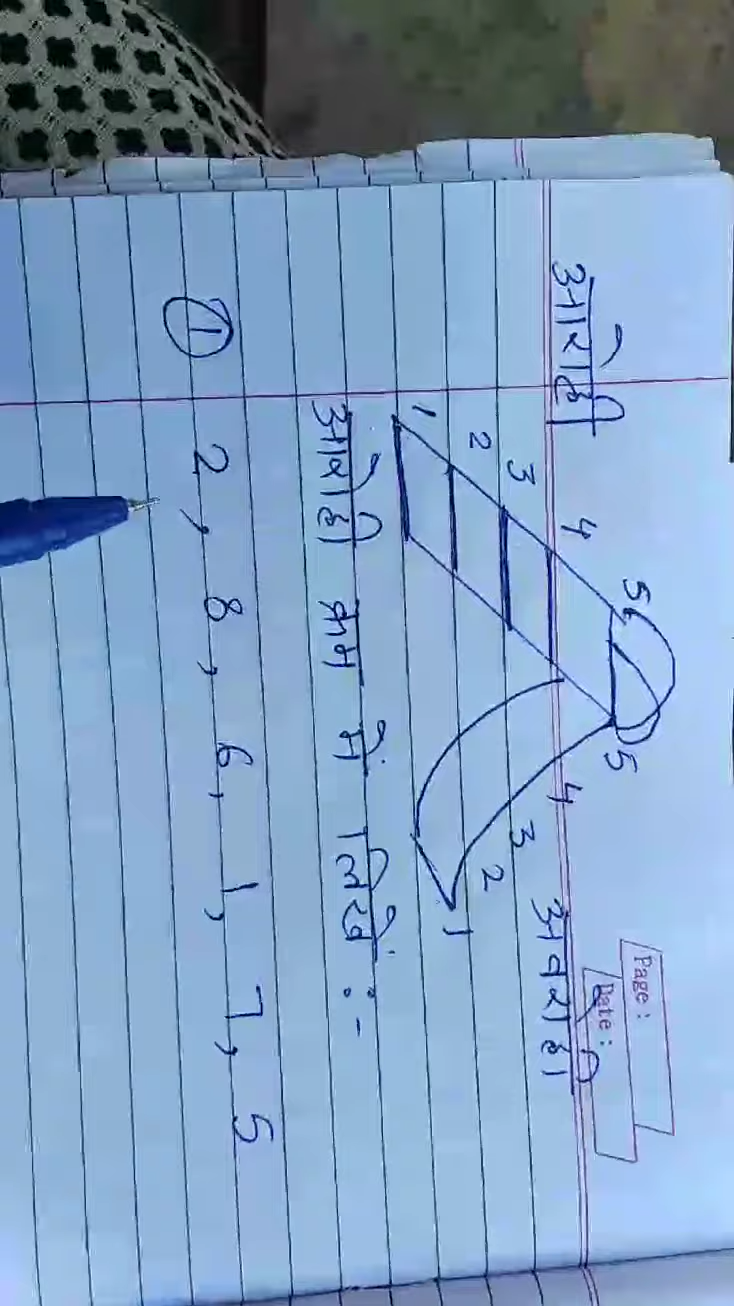 Page:
Date:
आरोही
5 5
4 4
3 3 अवरोही
2 2
1 1
आरोही क्रम में लिखें :-
① 2, 8, 6, 1, 7, 5